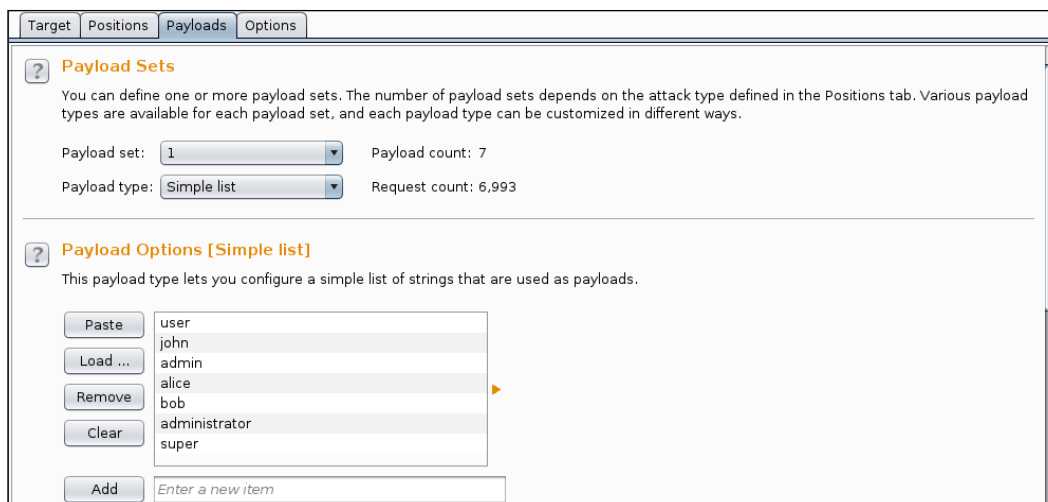 Target Positions Payloads Options
? Payload Sets
You can define one or more payload sets. The number of payload sets depends on the attack type defined in the Positions tab. Various payload
types are available for each payload set, and each payload type can be customized in different ways.
Payload set: 1 Payload count: 7
Payload type: Simple list Request count: 6,993
? Payload Options [Simple list]
This payload type lets you configure a simple list of strings that are used as payloads.
Paste user
john
Load ... admin
alice
Remove bob
administrator
Clear super
Add Enter a new item